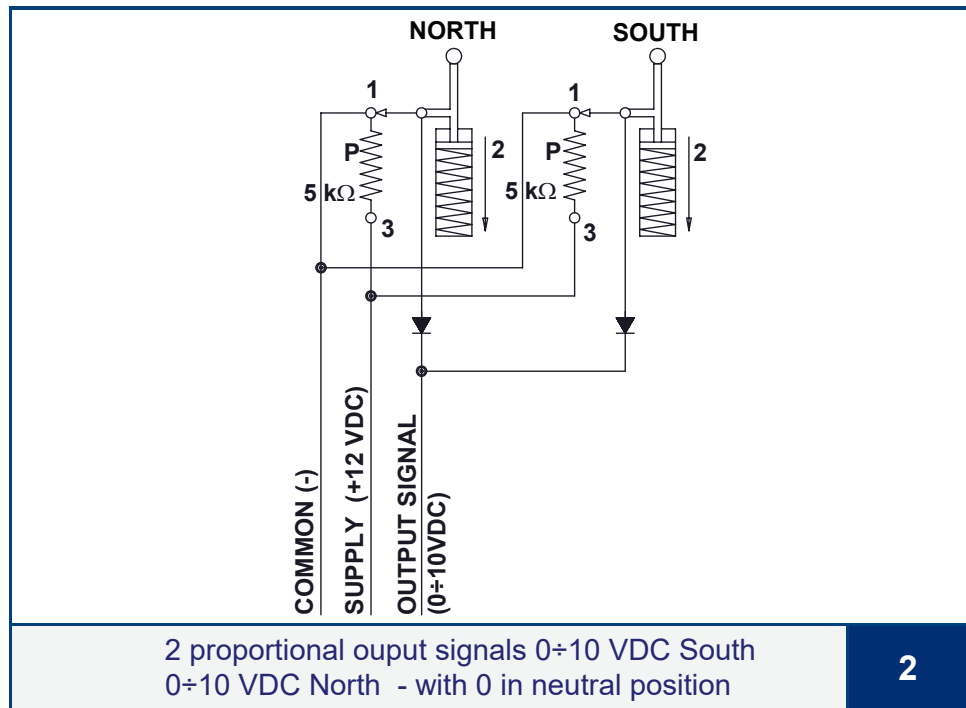 NORTH
SOUTH
1
1
P
2
P
2
5 kΩ
5 kΩ
3
3
COMMON (-)
SUPPLY (+12 VDC)
OUTPUT SIGNAL
(0÷10VDC)
2 proportional ouput signals 0÷10 VDC South
0÷10 VDC North - with 0 in neutral position
2